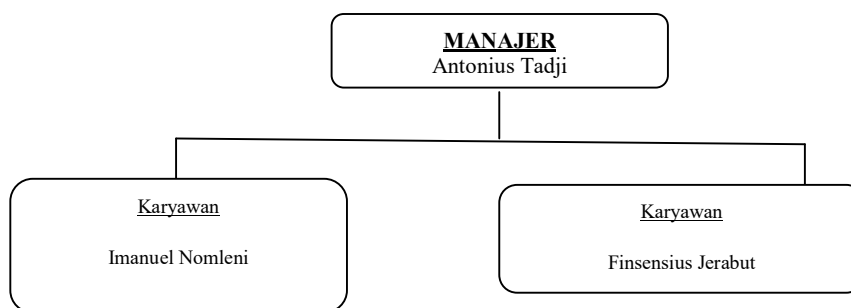 MANAJER
Antonius Tadji
Karyawan
Imanuel Nomleni
Karyawan
Finsensius Jerabut